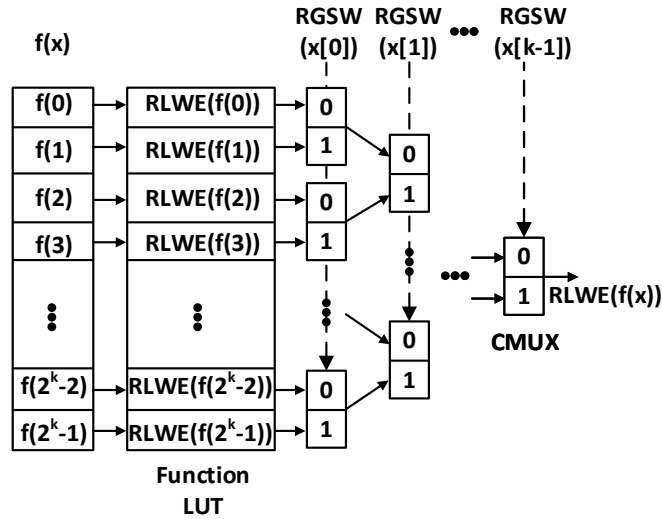 f(x)
RGSW RGSW RGSW
(x[0]) (x[1]) ••• (x[k-1])
f(0) RLWE(f(0)) 0
f(1) RLWE(f(1)) 1
0
1
f(2) RLWE(f(2)) 0
f(3) RLWE(f(3)) 1
0
1
RLWE(f(x))
CMUX
0
1
f(2^k-2) RLWE(f(2^k-2)) 0
f(2^k-1) RLWE(f(2^k-1)) 1
Function
LUT